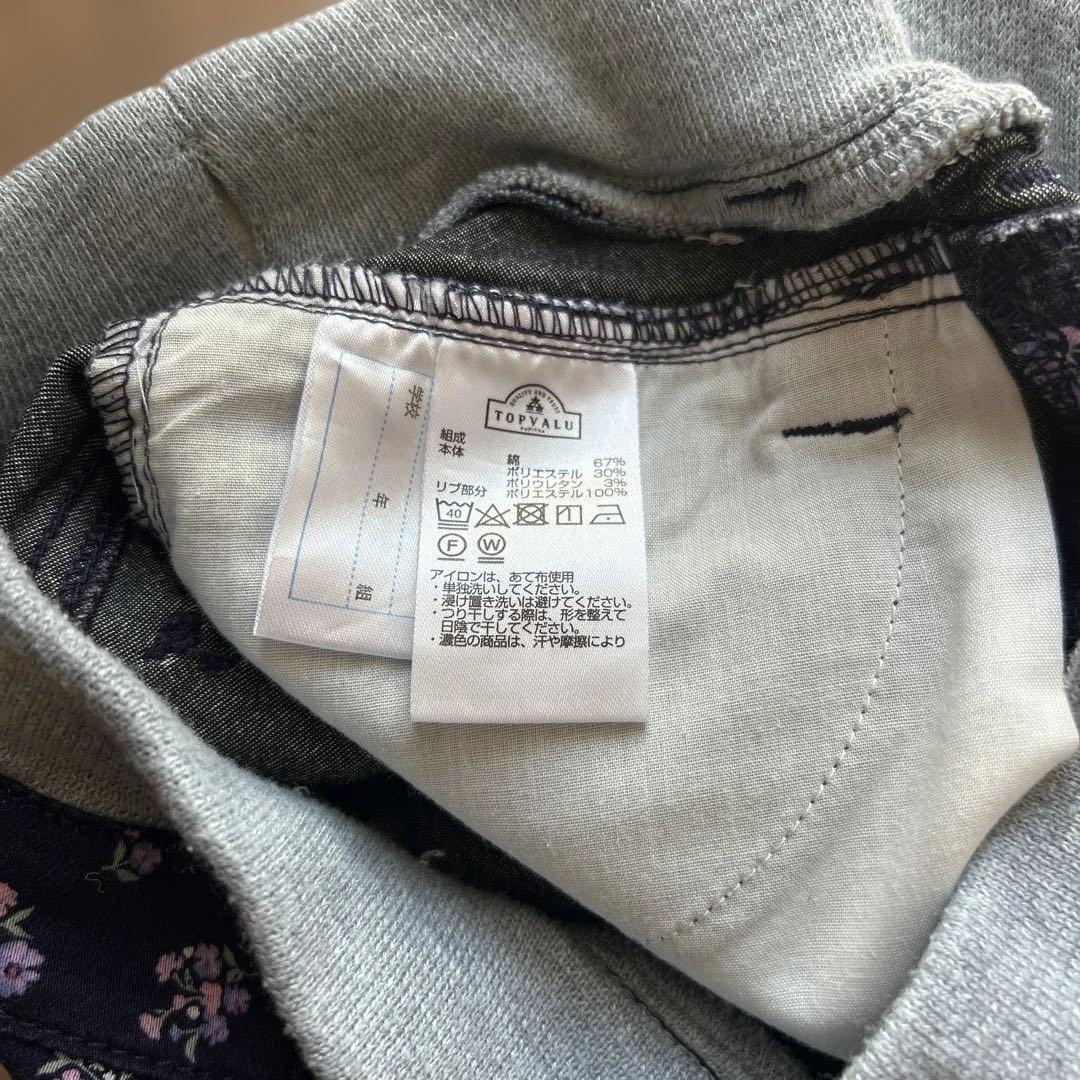 QUALITY AND TRUST
TOPVALU
トップバリュ
組成
本体
綿 67%
ポリエステル 30%
ポリウレタン 3%
リブ部分 ポリエステル100%
40
F W
アイロンは、あて布使用
・単独洗いしてください。
・浸け置き洗いは避けてください。
・つり干しする際は、形を整えて
日陰で干してください。
・濃色の商品は、汗や摩擦により
学校
年
組